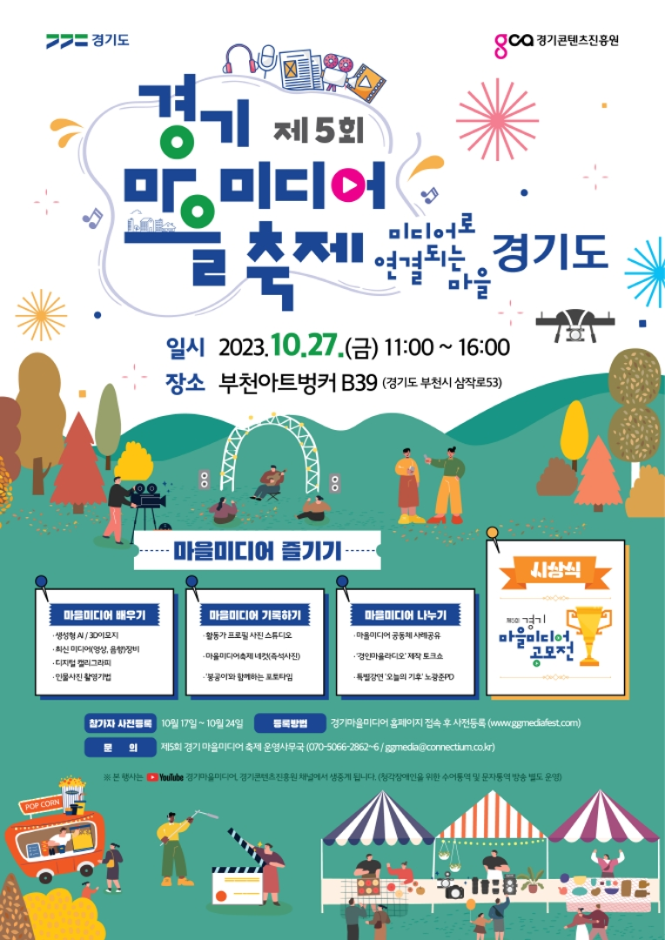 경기도
gca 경기콘텐츠진흥원
경기 제5회
마을미디어
축제
미디어로
연결되는
마을
경기도
일시 2023.10.27.(금) 11:00 ~ 16:00
장소 부천아트벙커 B39 (경기도 부천시 삼작로53)
마을미디어 즐기기
마을미디어 배우기
· 생성형 AI / 3D이모지
· 최신 미디어(영상, 음향)장비
· 디지털 캘리그라피
· 인물사진 촬영기법
마을미디어 기록하기
· 활동가 프로필 사진 스튜디오
· 마을미디어축제 네컷(즉석사진)
· '봉공이'와 함께하는 포토타임
마을미디어 나누기
· 마을미디어 공동체 사례공유
· '경인마을라디오' 제작 토크쇼
· 특별강연 '오늘의 기후' 노광준PD
시상식
제5회 경기
마을미디어
공모전
참가자 사전등록 10월 17일 ~ 10월 24일 등록방법 경기마을미디어 홈페이지 접속 후 사전등록 (www.ggmediafest.com)
문 의 제5회 경기 마을미디어 축제 운영사무국 (070-5066-2862~6 / ggmedia@connectium.co.kr)
※ 본 행사는 YouTube 경기마을미디어, 경기콘텐츠진흥원 채널에서 생중계 됩니다. (청각장애인을 위한 수어통역 및 문자통역 방송 별도 운영)
POP CORN